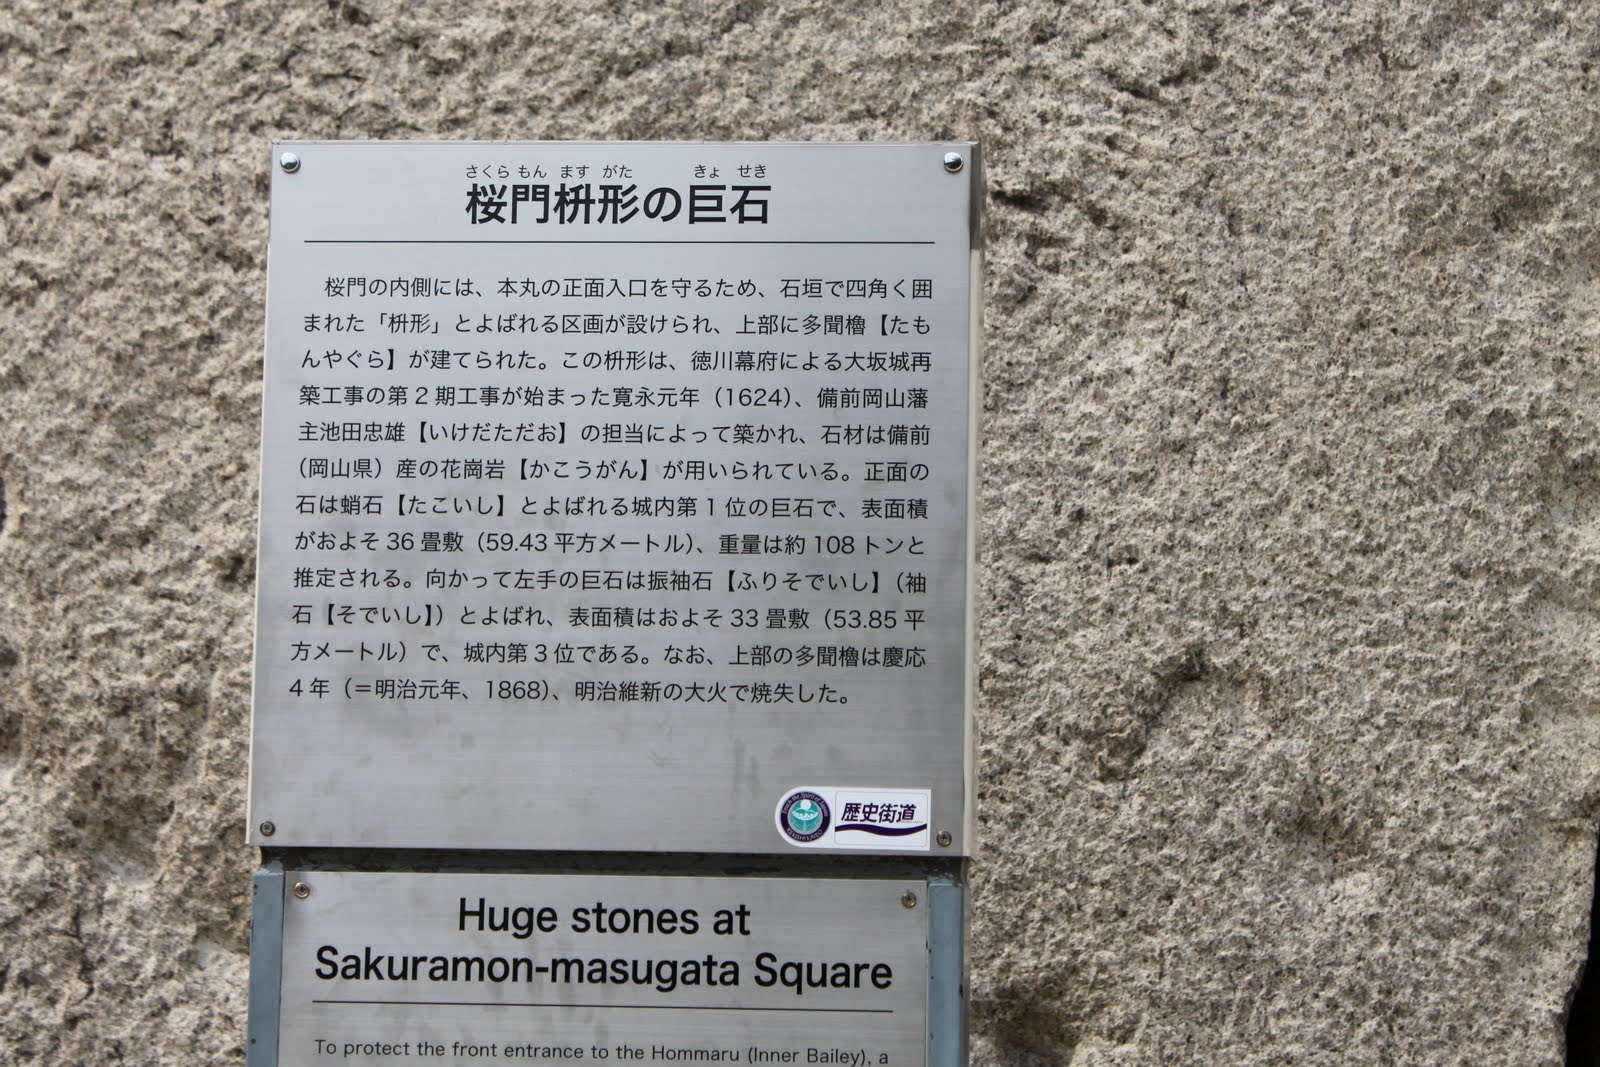 さくら もん ます がた きょ せき
桜門枡形の巨石
桜門の内側には、本丸の正面入口を守るため、石垣で四角く囲
まれた「枡形」とよばれる区画が設けられ、上部に多聞櫓【たも
んやぐら】が建てられた。この枡形は、徳川幕府による大坂城再
築工事の第2期工事が始まった寛永元年（1624）、備前岡山藩
主池田忠雄【いけだただお】の担当によって築かれ、石材は備前
（岡山県）産の花崗岩【かこうがん】が用いられている。正面の
石は蛸石【たこいし】とよばれる城内第1位の巨石で、表面積
がおよそ36畳敷（59.43平方メートル）、重量は約108トンと
推定される。向かって左手の巨石は振袖石【ふりそでいし】（袖
石【そでいし】）とよばれ、表面積はおよそ33畳敷（53.85平
方メートル）で、城内第3位である。なお、上部の多聞櫓は慶応
4年（＝明治元年、1868）、明治維新の大火で焼失した。
歴史街道
Huge stones at
Sakuramon-masugata Square
To protect the front entrance to the Hommaru (Inner Bailey), a